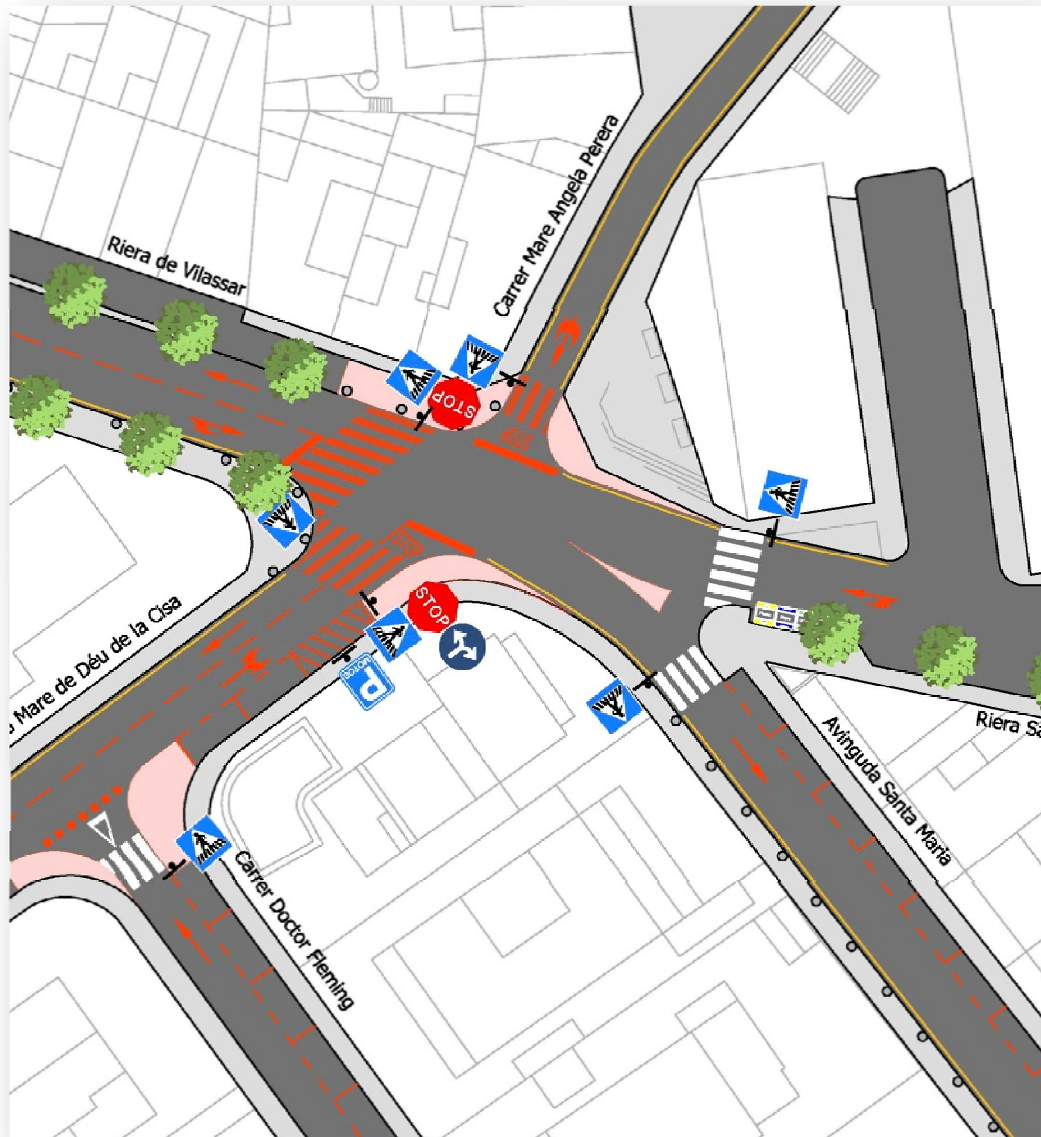 Riera de Vilassar
Carrer Mare Angela Perera
STOP
STOP
Mare de Déu de la Cisa
P
Riera Sa
Avinguda Santa Maria
Carrer Doctor Fleming